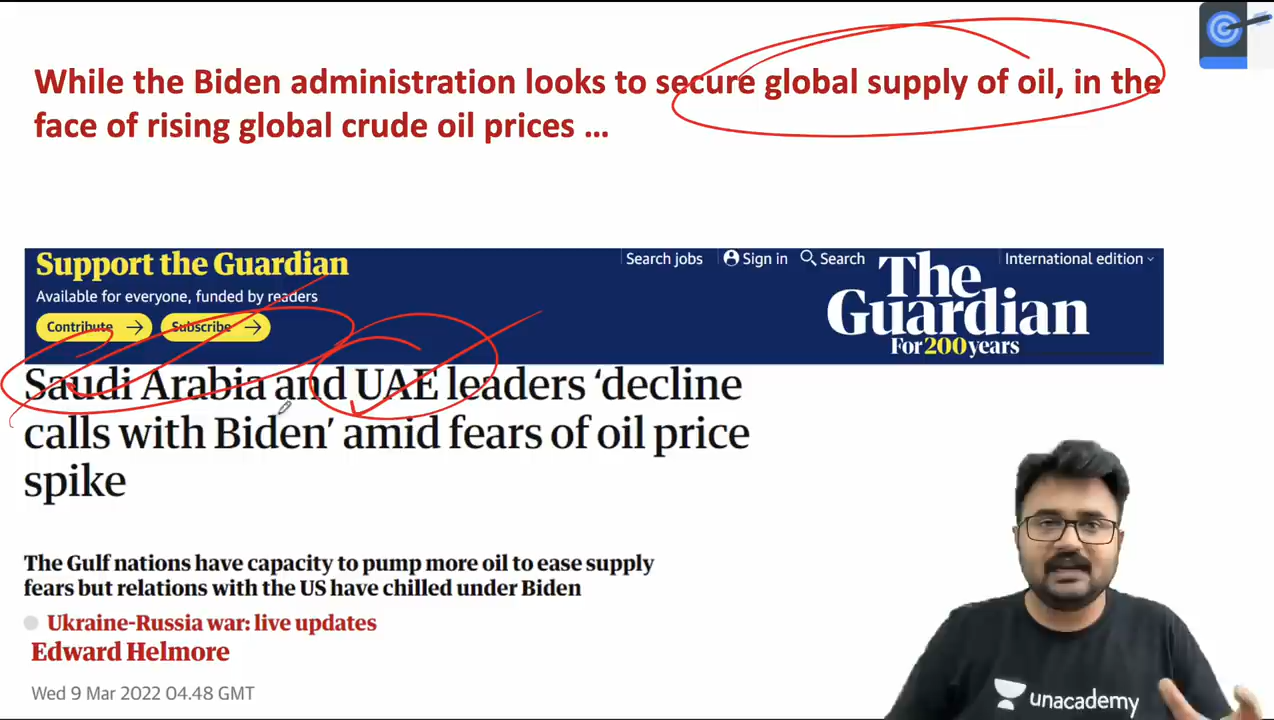 While the Biden administration looks to secure global supply of oil, in the
face of rising global crude oil prices ...
Support the Guardian
Available for everyone, funded by readers
Contribute
Subscribe
Search jobs
Sign in
Search
The
Guardian
For 200 years
International edition
Saudi Arabia and UAE leaders ‘decline
calls with Biden’ amid fears of oil price
spike
The Gulf nations have capacity to pump more oil to ease supply
fears but relations with the US have chilled under Biden
Ukraine-Russia war: live updates
Edward Helmore
Wed 9 Mar 2022 04.48 GMT
unacademy